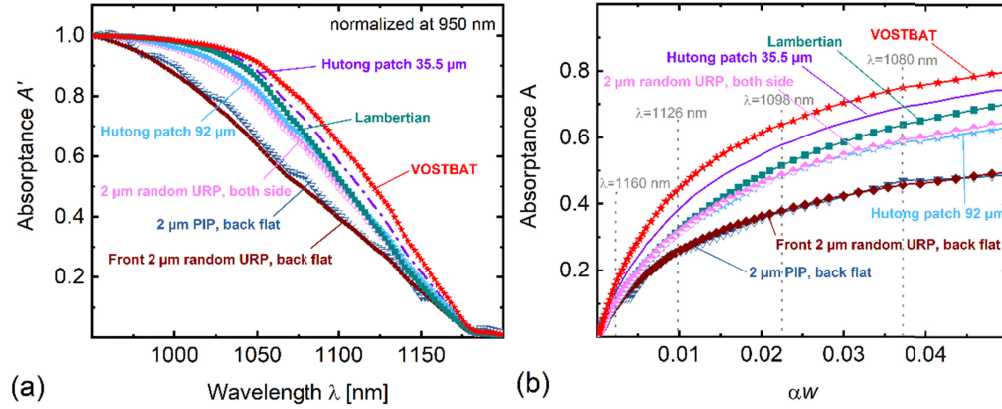 normalized at 950 nm
1.0
0.8
0.6
0.4
0.2
Absorptance A'
Hutong patch 35.5 µm
Hutong patch 92 µm
Lambertian
VOSTBAT
2 µm random URP, both side
2 µm PIP, back flat
Front 2 µm random URP, back flat
1000
1050
1100
1150
(a)
Wavelength λ [nm]
VOSTBAT
Lambertian
λ=1080 nm
Hutong patch 35.5 µm
2µm random URP, both side
λ=1098 nm
λ=1126 nm
λ=1160 nm
0.8
0.6
0.4
0.2
Absorptance A
Hutong patch 92 µm
Front 2 µm random URP, back flat
2 µm PIP, back flat
0.01
0.02
0.03
0.04
(b)
αw